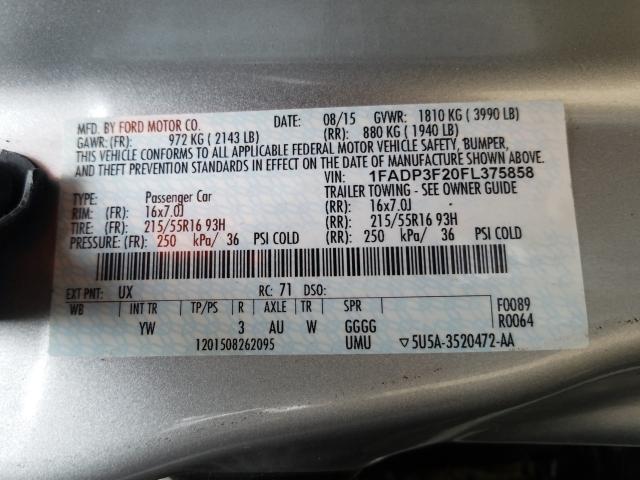 MFD. BY FORD MOTOR CO. DATE: 08/15 GVWR: 1810 KG ( 3990 LB)
GAWR: (FR): 972 KG ( 2143 LB) (RR): 880 KG ( 1940 LB)
THIS VEHICLE CONFORMS TO ALL APPLICABLE FEDERAL MOTOR VEHICLE SAFETY, BUMPER,
AND THEFT PREVENTION STANDARDS IN EFFECT ON THE DATE OF MANUFACTURE SHOWN ABOVE.
VIN: 1FADP3F20FL375858
TYPE: Passenger Car TRAILER TOWING - SEE OWNER GUIDE
RIM: (FR): 16x7.0J (RR): 16x7.0J
TIRE: (FR): 215/55R16 93H (RR): 215/55R16 93H
PRESSURE: (FR): 250 kPa/ 36 PSI COLD (RR): 250 kPa/ 36 PSI COLD
EXT PNT: UX RC: 71 DSO:
WB INT TR TP/PS R AXLE TR SPR F0089
YW 3 AU W GGGG R0064
1201508262095 UMU ▽5U5A-3520472-AA